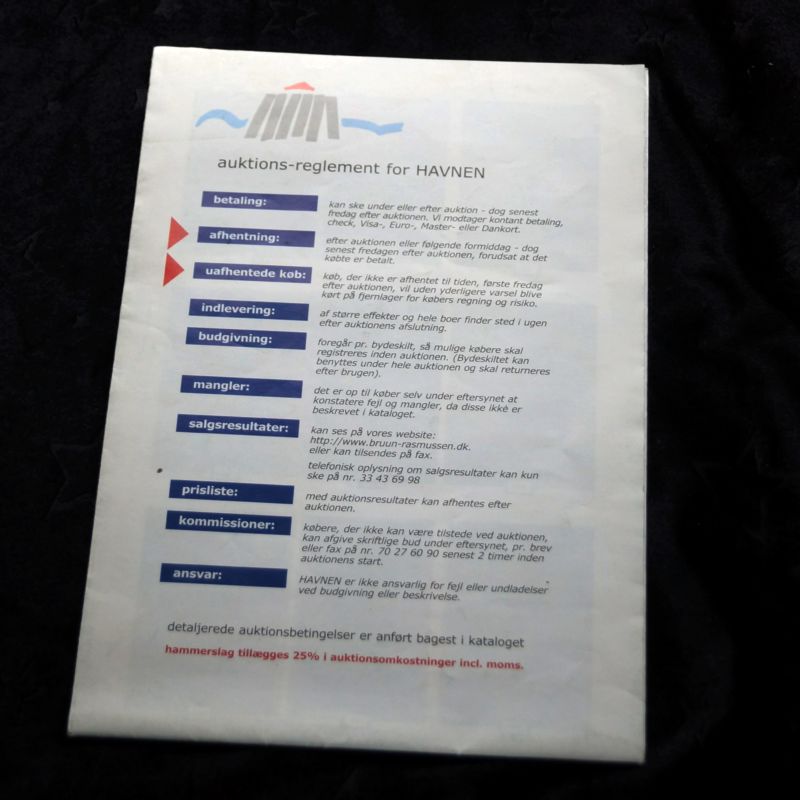 auktions-reglement for HAVNEN
betaling:
kan ske under eller efter auktion - dog senest
fredag efter auktionen. Vi modtager kontant betaling,
check, Visa-, Euro-, Master- eller Dankort.
afhentning:
efter auktionen eller følgende formiddag - dog
senest fredagen efter auktionen, forudsat at det
købte er betalt.
uafhentede køb:
køb, der ikke er afhentet til tiden, første fredag
efter auktionen, vil uden yderligere varsel blive
kørt på fjernlager for købers regning og risiko.
indlevering:
af større effekter og hele boer finder sted i ugen
efter auktionens afslutning.
budgivning:
foregår pr. bydeskilt, så mulige købere skal
registreres inden auktionen. (Bydeskiltet kan
benyttes under hele auktionen og skal returneres
efter brugen).
mangler:
det er op til køber selv under eftersynet at
konstatere fejl og mangler, da disse ikke er
beskrevet i kataloget.
salgsresultater:
kan ses på vores website:
http://www.bruun-rasmussen.dk.
eller kan tilsendes på fax.
telefonisk oplysning om salgsresultater kan kun
ske på nr. 33 43 69 98
prisliste:
med auktionsresultater kan afhentes efter
auktionen.
kommissioner:
købere, der ikke kan være tilstede ved auktionen,
kan afgive skriftlige bud under eftersynet, pr. brev
eller fax på nr. 70 27 60 90 senest 2 timer inden
auktionens start.
ansvar:
HAVNEN er ikke ansvarlig for fejl eller undladelser
ved budgivning eller beskrivelse.
detaljerede auktionsbetingelser er anført bagest i kataloget
hammerslag tillægges 25% i auktionsomkostninger incl. moms.